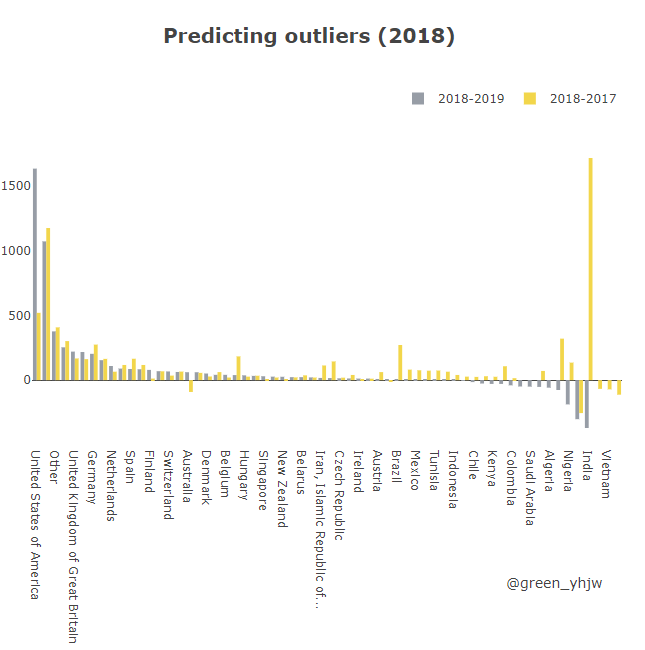 Predicting outliers (2018)
2018-2019
2018-2017
1500
1000
500
0
United States of America
Other
United Kingdom of Great Britain
Germany
Netherlands
Spain
Finland
Switzerland
Australia
Denmark
Belgium
Hungary
Singapore
New Zealand
Belarus
Iran, Islamic Republic of...
Czech Republic
Ireland
Austria
Brazil
Mexico
Tunisia
Indonesia
Chile
Kenya
Colombia
Saudi Arabia
Algeria
Nigeria
India
Vietnam
@green_yhjw